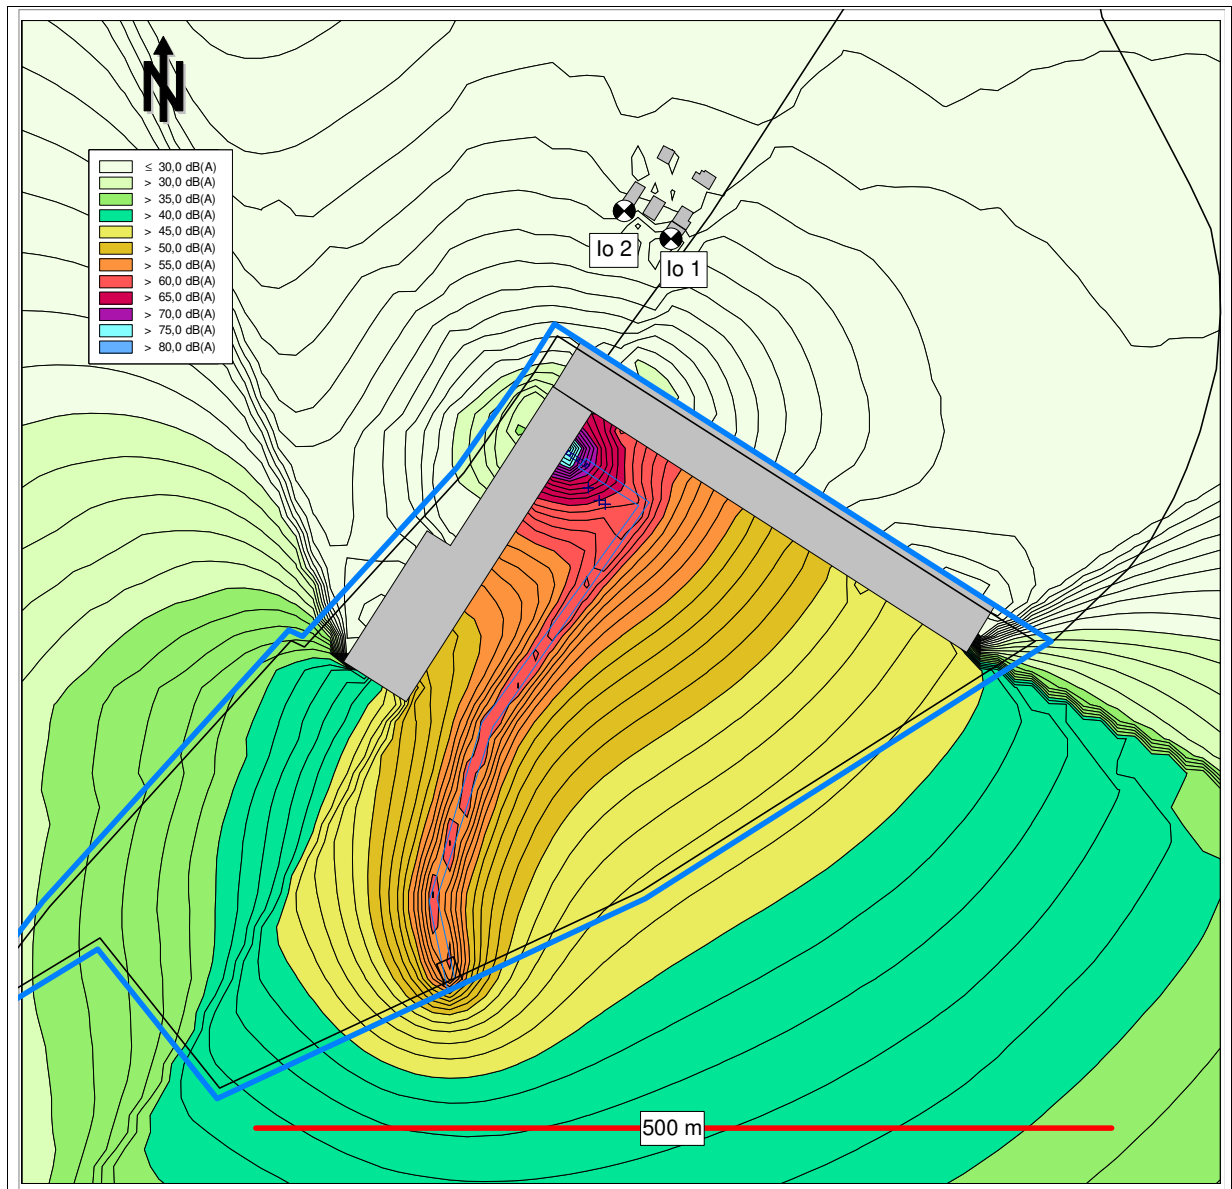 N
≤ 30,0 dB(A)
> 30,0 dB(A)
> 35,0 dB(A)
> 40,0 dB(A)
> 45,0 dB(A)
> 50,0 dB(A)
> 55,0 dB(A)
> 60,0 dB(A)
> 65,0 dB(A)
> 70,0 dB(A)
> 75,0 dB(A)
> 80,0 dB(A)
Io 2
Io 1
500 m